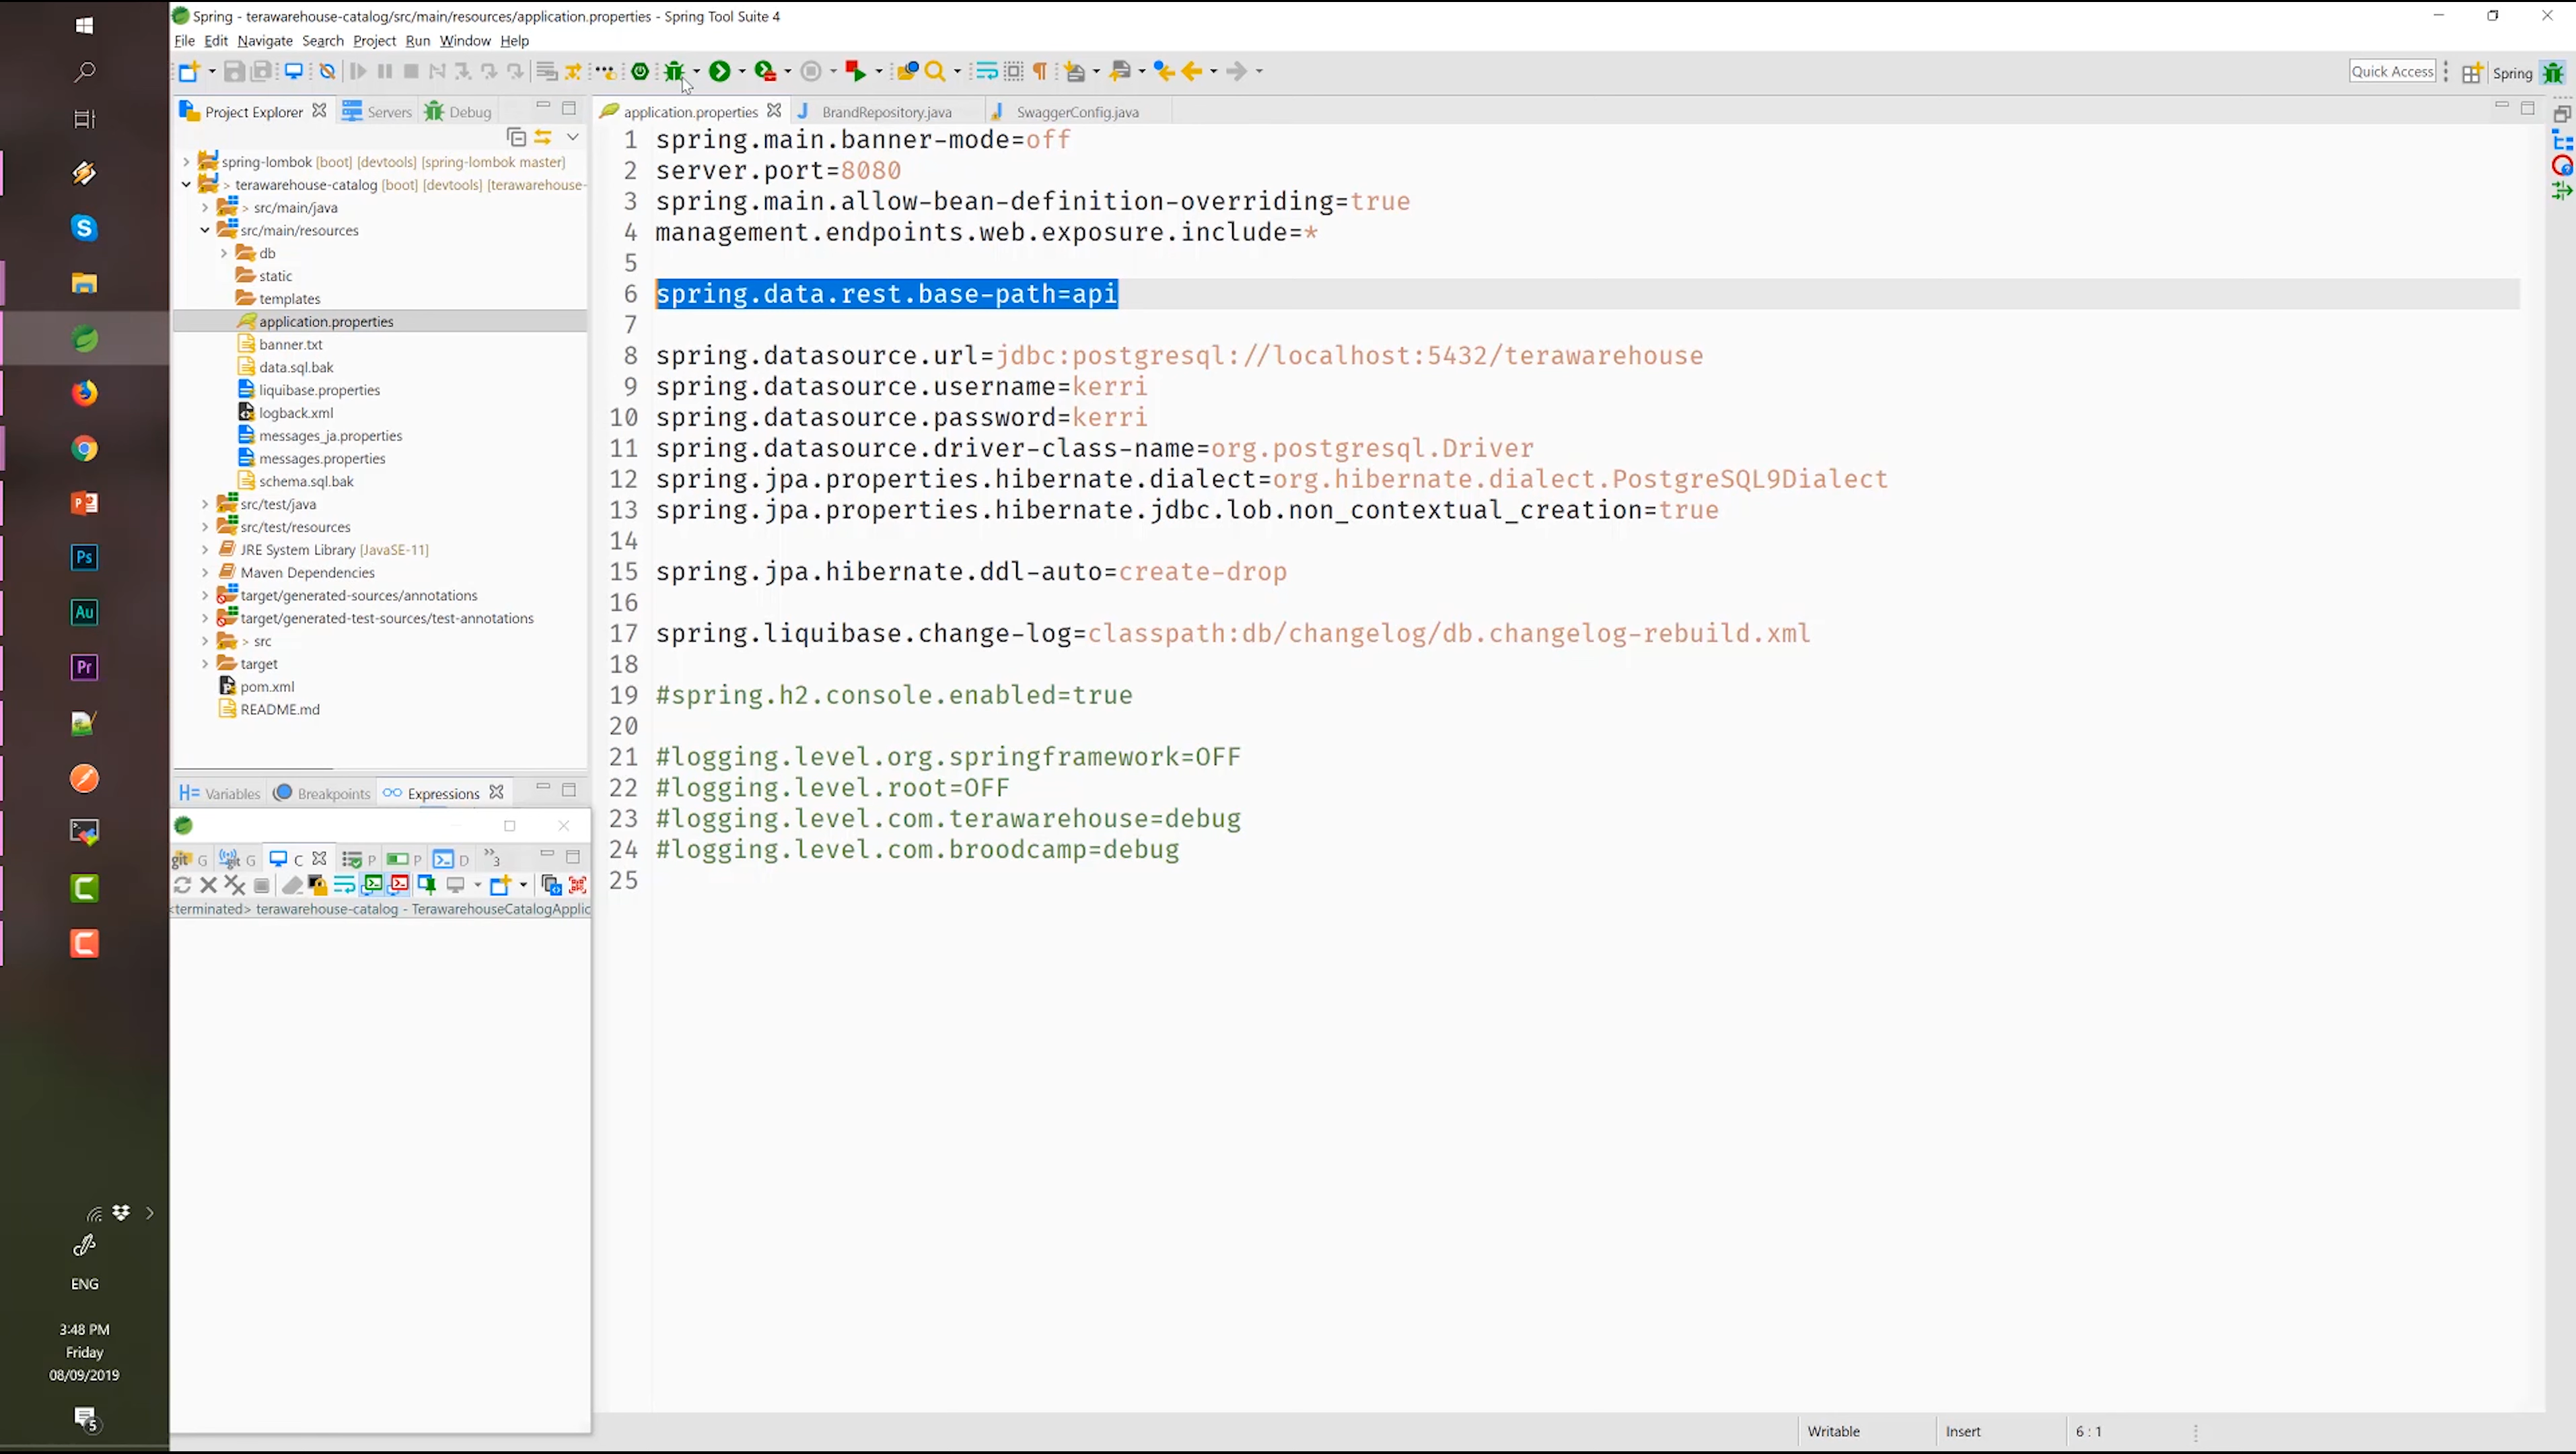 Spring - terawarehouse-catalog/src/main/resources/application.properties - Spring Tool Suite 4
File Edit Navigate Search Project Run Window Help
Quick Access
Spring
Project Explorer
Servers
Debug
spring-lombok [boot] [devtools] [spring-lombok master]
> terawarehouse-catalog [boot] [devtools] [terawarehouse-
> src/main/java
src/main/resources
db
static
templates
application.properties
banner.txt
data.sql.bak
liquibase.properties
logback.xml
messages_ja.properties
messages.properties
schema.sql.bak
src/test/java
src/test/resources
JRE System Library [JavaSE-11]
Maven Dependencies
target/generated-sources/annotations
target/generated-test-sources/test-annotations
> src
target
pom.xml
README.md
Variables
Breakpoints
Expressions
git G
git G
C
P
P
D
3
<terminated> terawarehouse-catalog - TerawarehouseCatalogApplic
application.properties
BrandRepository.java
SwaggerConfig.java
1 spring.main.banner-mode=off
2 server.port=8080
3 spring.main.allow-bean-definition-overriding=true
4 management.endpoints.web.exposure.include=*
5
6 spring.data.rest.base-path=api
7
8 spring.datasource.url=jdbc:postgresql://localhost:5432/terawarehouse
9 spring.datasource.username=kerri
10 spring.datasource.password=kerri
11 spring.datasource.driver-class-name=org.postgresql.Driver
12 spring.jpa.properties.hibernate.dialect=org.hibernate.dialect.PostgreSQL9Dialect
13 spring.jpa.properties.hibernate.jdbc.lob.non_contextual_creation=true
14
15 spring.jpa.hibernate.ddl-auto=create-drop
16
17 spring.liquibase.change-log=classpath:db/changelog/db.changelog-rebuild.xml
18
19 #spring.h2.console.enabled=true
20
21 #logging.level.org.springframework=OFF
22 #logging.level.root=OFF
23 #logging.level.com.terawarehouse=debug
24 #logging.level.com.broodcamp=debug
25
Writable
Insert
6 : 1
Ps
Au
Pr
ENG
3:48 PM
Friday
08/09/2019
5